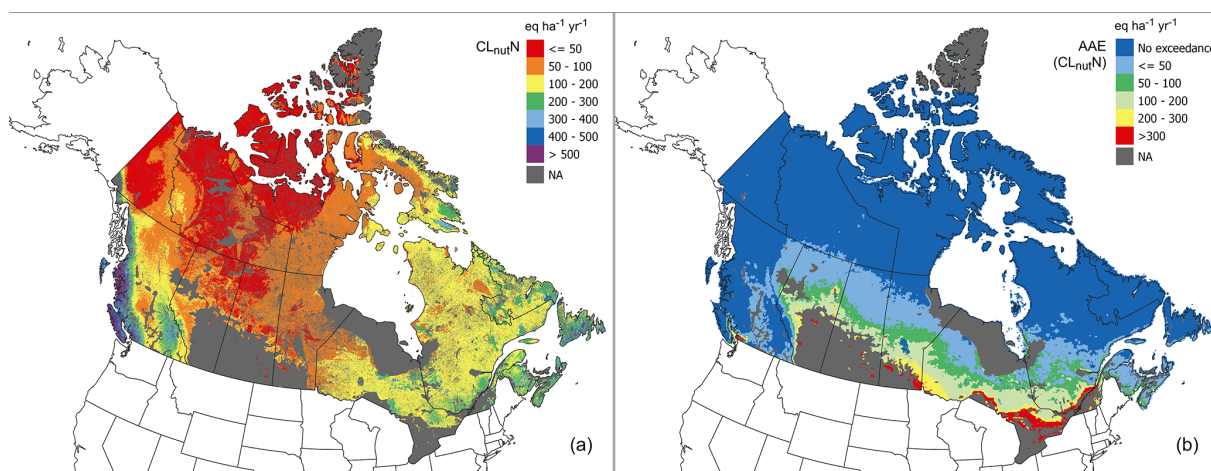 eq ha⁻¹ yr⁻¹
CLnutN
<= 50
50 - 100
100 - 200
200 - 300
300 - 400
400 - 500
> 500
NA
(a)
eq ha⁻¹ yr⁻¹
AAE
(CLnutN)
No exceedance
<= 50
50 - 100
100 - 200
200 - 300
>300
NA
(b)